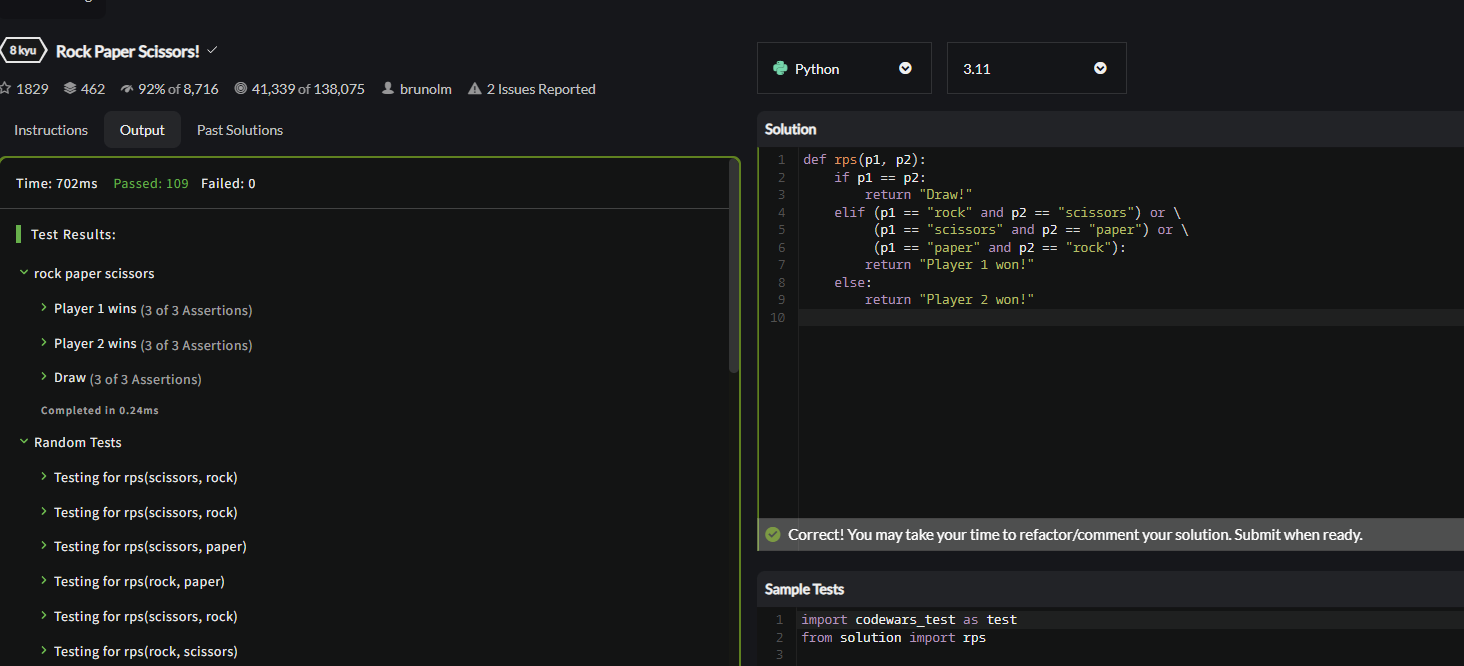 8 kyu Rock Paper Scissors!
1829 462 92% of 8,716 41,339 of 138,075 brunolm 2 Issues Reported
Instructions Output Past Solutions
Time: 702ms Passed: 109 Failed: 0
Test Results:
rock paper scissors
Player 1 wins (3 of 3 Assertions)
Player 2 wins (3 of 3 Assertions)
Draw (3 of 3 Assertions)
Completed in 0.24ms
Random Tests
Testing for rps(scissors, rock)
Testing for rps(scissors, rock)
Testing for rps(scissors, paper)
Testing for rps(rock, paper)
Testing for rps(scissors, rock)
Testing for rps(rock, scissors)
Python 3.11
Solution
1 def rps(p1, p2):
2     if p1 == p2:
3         return "Draw!"
4     elif (p1 == "rock" and p2 == "scissors") or \
5          (p1 == "scissors" and p2 == "paper") or \
6          (p1 == "paper" and p2 == "rock"):
7         return "Player 1 won!"
8     else:
9         return "Player 2 won!"
10
Correct! You may take your time to refactor/comment your solution. Submit when ready.
Sample Tests
1 import codewars_test as test
2 from solution import rps
3